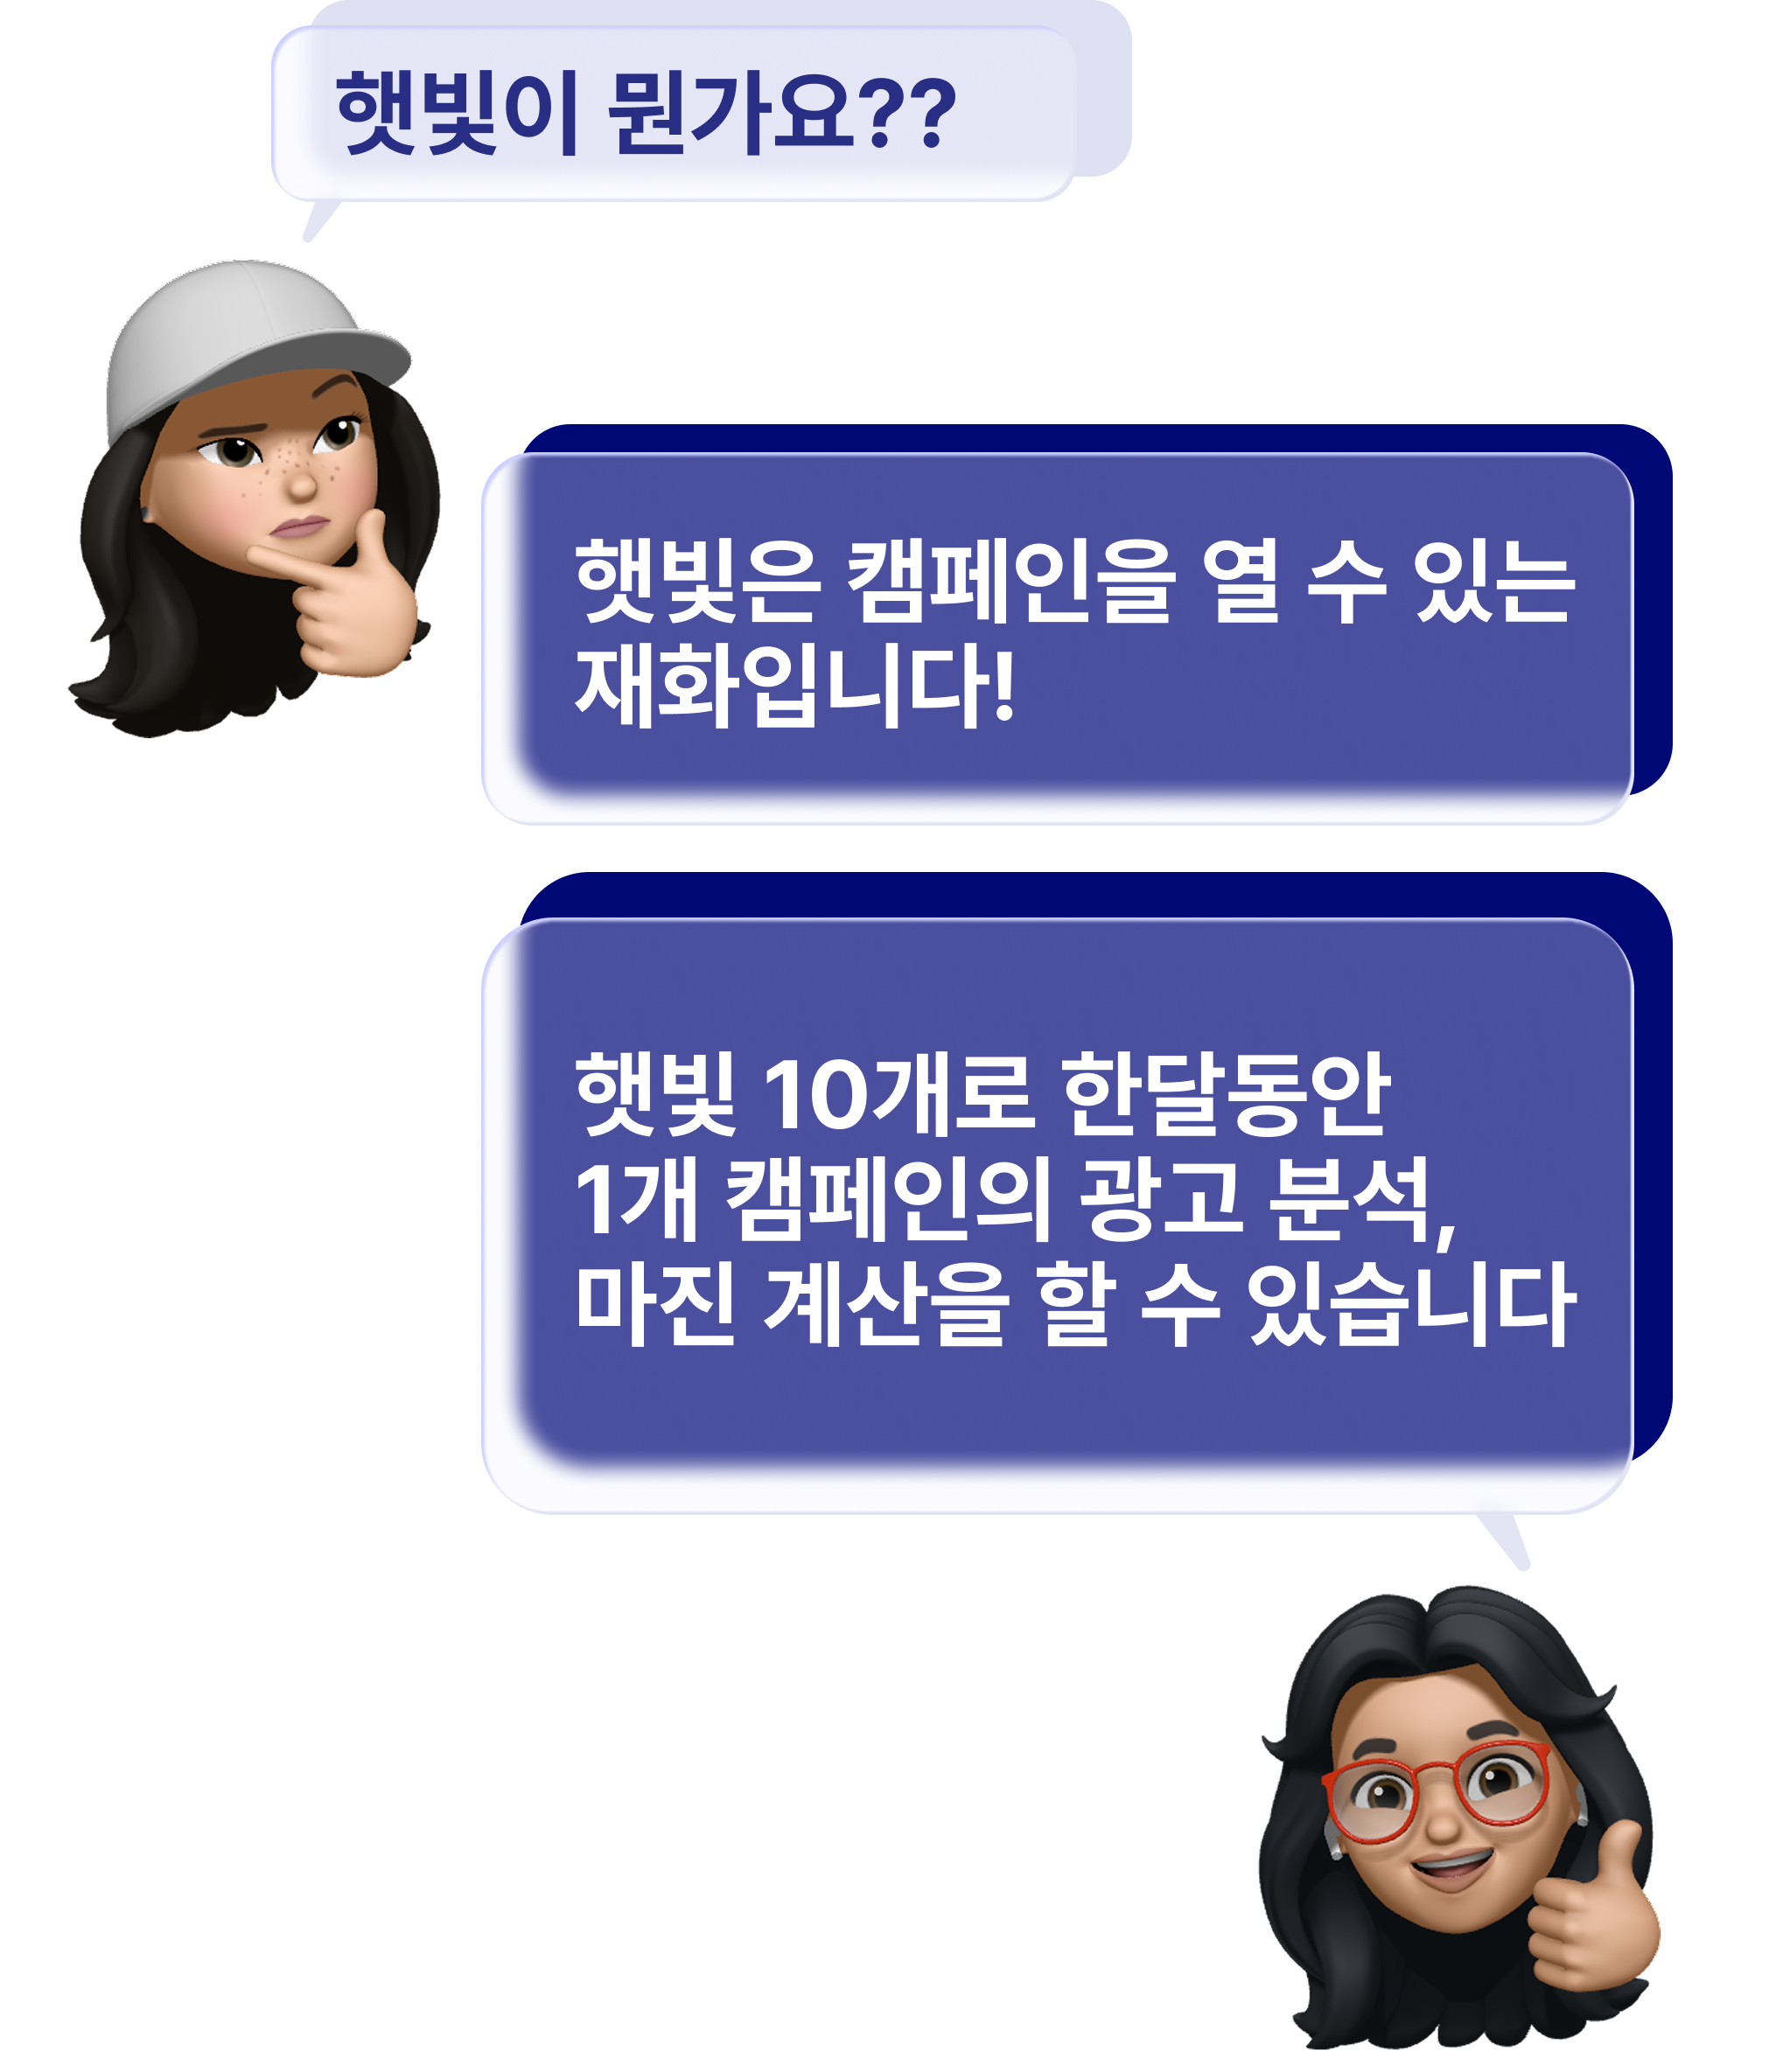 햇빛이 뭔가요??
햇빛은 캠페인을 열 수 있는
재화입니다!
햇빛 10개로 한달동안
1개 캠페인의 광고 분석,
마진 계산을 할 수 있습니다